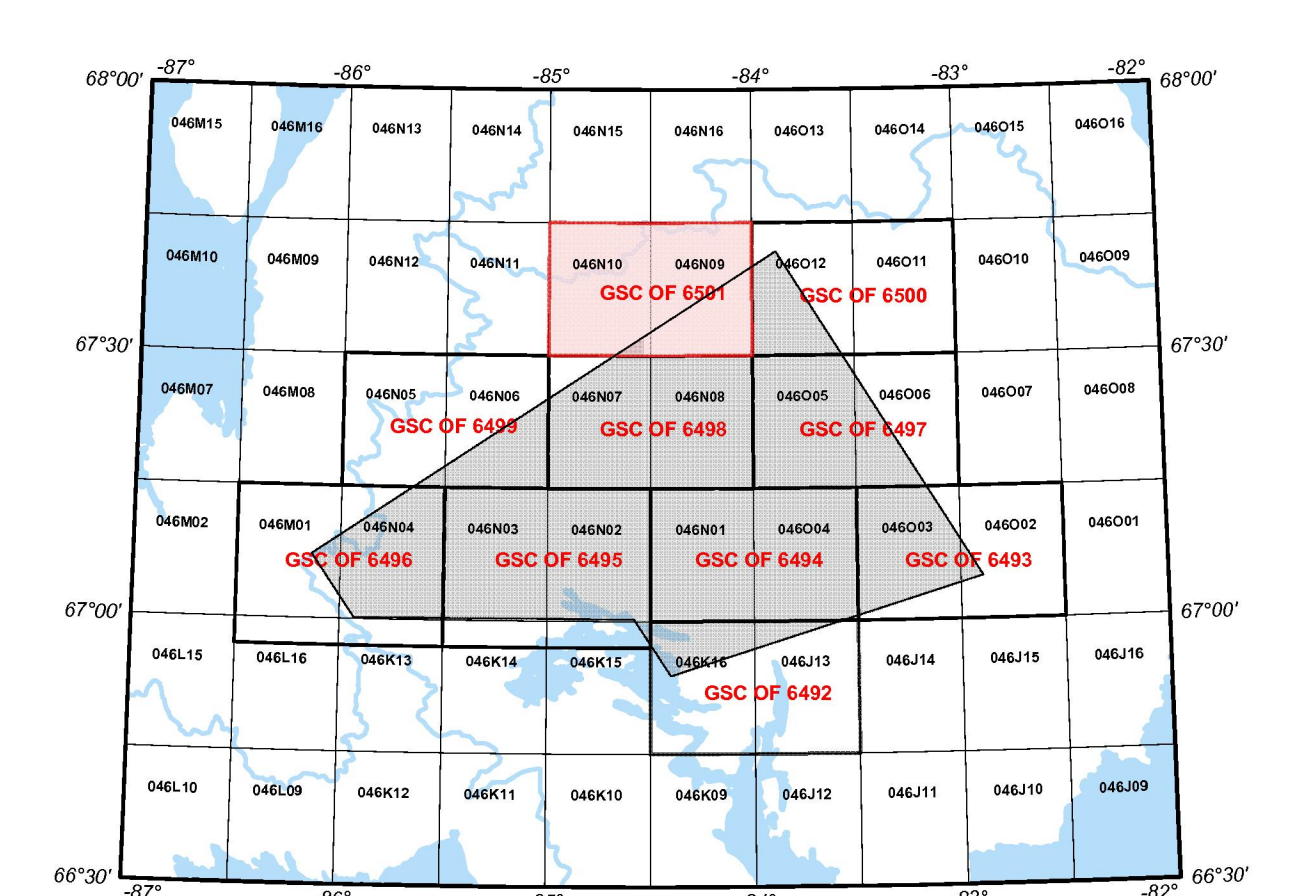 -87° -86° -85° -84° -83° -82°
68°00' 68°00'
046M15 046M16 046N13 046N14 046N15 046N16 046O13 046O14 046O15 046O16
046M10 046M09 046N12 046N11 046N10 046N09 046O12 046O11 046O10 046O09
GSC OF 6501 GSC OF 6500
67°30' 67°30'
046M07 046M08 046N05 046N06 046N07 046N08 046O05 046O06 046O07 046O08
GSC OF 6499 GSC OF 6498 GSC OF 6497
046M02 046M01 046N04 046N03 046N02 046N01 046O04 046O03 046O02 046O01
GSC OF 6496 GSC OF 6495 GSC OF 6494 GSC OF 6493
67°00' 67°00'
046L15 046L16 046K13 046K14 046K15 046K16 046J13 046J14 046J15 046J16
GSC OF 6492
046L10 046L09 046K12 046K11 046K10 046K09 046J12 046J11 046J10 046J09
66°30' 66°30'
-87° -86° -85° -84° -83° -82°